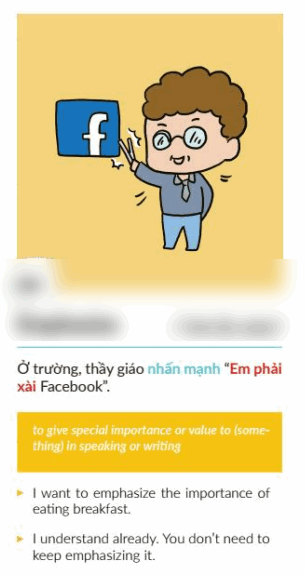 f
Ở trường, thầy giáo nhấn mạnh “Em phải
xài Facebook”.
to give special importance or value to (some-
thing) in speaking or writing
I want to emphasize the importance of
eating breakfast.
I understand already. You don’t need to
keep emphasizing it.